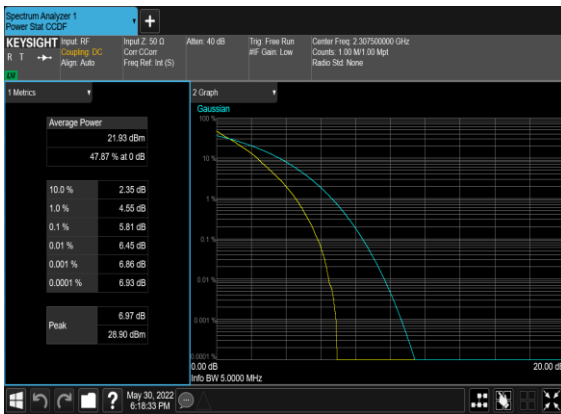 Spectrum Analyzer 1
Power Stat CCDF
+
KEYSIGHT
R T
LV
Input: RF
Coupling: DC
Align: Auto
Input Z: 50 Ω
Corr CCorr
Freq Ref: Int (S)
Atten: 40 dB
Trig: Free Run
#IF Gain: Low
Center Freq: 2.307500000 GHz
Counts: 1.00 M/1.00 Mpt
Radio Std: None
1 Metrics
Average Power
21.93 dBm
47.87 % at 0 dB
10.0 % 2.35 dB
1.0 % 4.55 dB
0.1 % 5.81 dB
0.01 % 6.45 dB
0.001 % 6.86 dB
0.0001 % 6.93 dB
Peak 6.97 dB
28.90 dBm
2 Graph
Gaussian
100 %
10 %
1 %
0.1 %
0.01 %
0.001 %
0.0001 %
0.00 dB
20.00 dB
Info BW 5.0000 MHz
?
May 30, 2022
6:18:33 PM